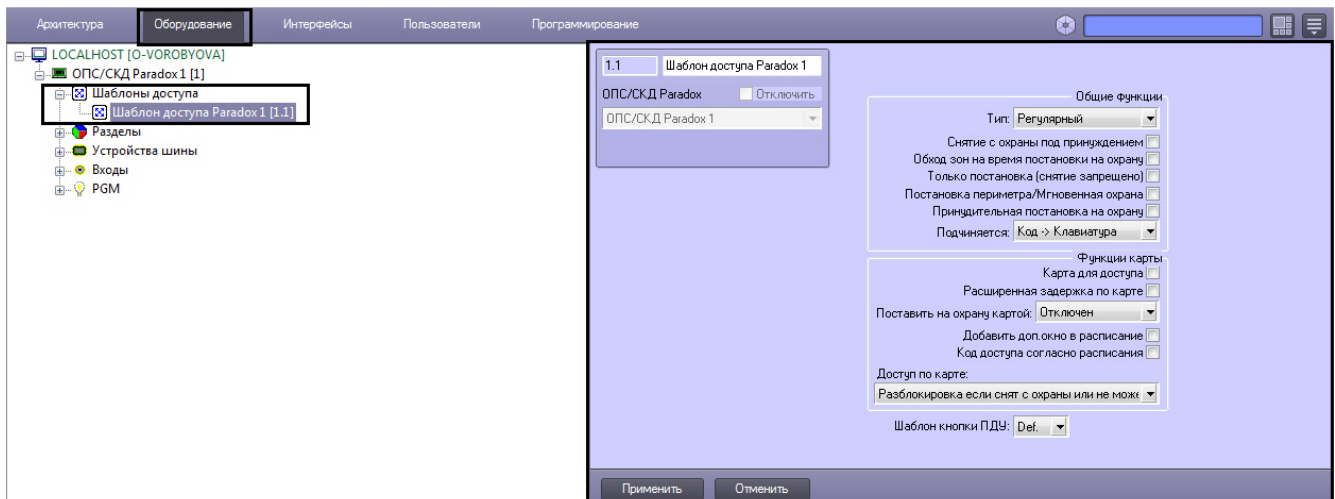 Архитектура Оборудование Интерфейсы Пользователи Программирование
LOCALHOST [O-VOROBYOVA]
ОПС/СКД Paradox 1 [1]
Шаблоны доступа
Шаблон доступа Paradox 1 [1.1]
Разделы
Устройства шины
Входы
PGM
1.1 Шаблон доступа Paradox 1
ОПС/СКД Paradox Отключить
ОПС/СКД Paradox 1
Общие функции
Тип: Регулярный
Снятие с охраны под принуждением
Обход зон на время постановки на охрану
Только постановка (снятие запрещено)
Постановка периметра/Мгновенная охрана
Принудительная постановка на охрану
Подчиняется: Код -> Клавиатура
Функции карты
Карта для доступа
Расширенная задержка по карте
Поставить на охрану картой: Отключен
Добавить доп.окно в расписание
Код доступа согласно расписания
Доступ по карте:
Разблокировка если снят с охраны или не може
Шаблон кнопки ПДУ: Def.
Применить Отменить